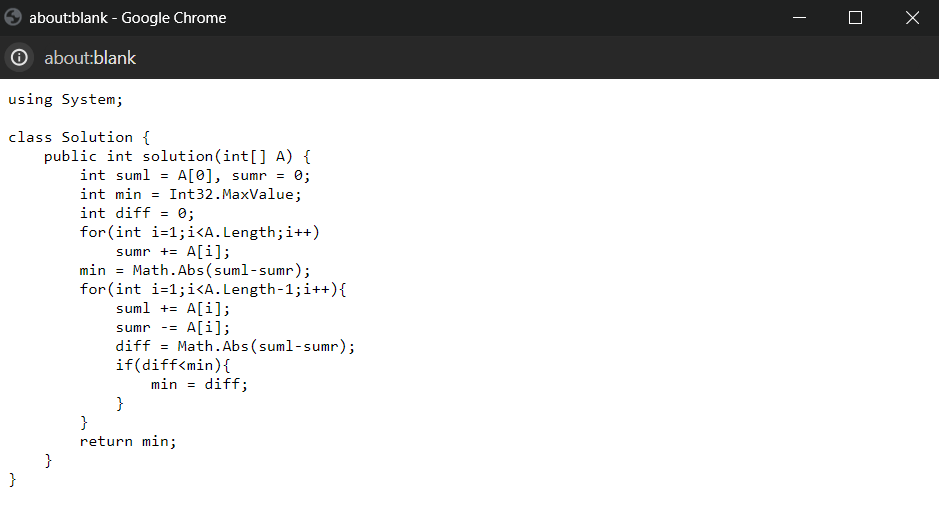 about:blank - Google Chrome
about:blank
using System;

class Solution {
    public int solution(int[] A) {
        int suml = A[0], sumr = 0;
        int min = Int32.MaxValue;
        int diff = 0;
        for(int i=1;i<A.Length;i++)
            sumr += A[i];
        min = Math.Abs(suml-sumr);
        for(int i=1;i<A.Length-1;i++){
            suml += A[i];
            sumr -= A[i];
            diff = Math.Abs(suml-sumr);
            if(diff<min){
                min = diff;
            }
        }
        return min;
    }
}